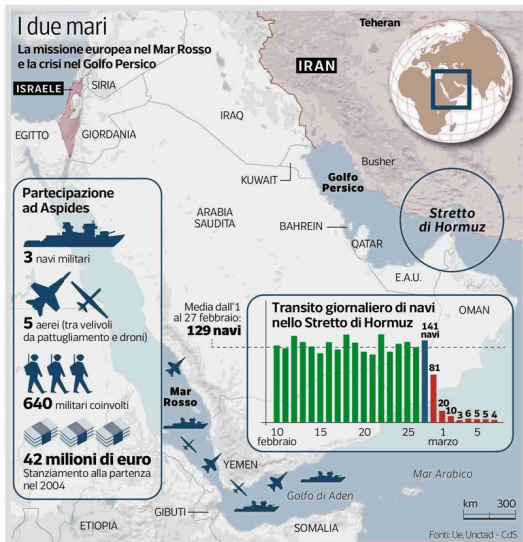 I due mari
La missione europea nel Mar Rosso
e la crisi nel Golfo Persico
Teheran
IRAN
ISRAELE
SIRIA
IRAQ
EGITTO
GIORDANIA
Busher
KUWAIT
Golfo
Persico
Stretto
di Hormuz
ARABIA
SAUDITA
BAHREIN
QATAR
E.A.U.
OMAN
Partecipazione
ad Aspides
3 navi militari
5 aerei (tra velivoli
da pattugliamento e droni)
640 militari coinvolti
42 milioni di euro
Stanziamento alla partenza
nel 2004
Media dall'1
al 27 febbraio:
129 navi
Transito giornaliero di navi
nello Stretto di Hormuz
141
navi
81
20
10
3 6 5 5 4
10 15 20 25 1 5
febbraio marzo
Mar
Rosso
YEMEN
Mar Arabico
Golfo di Aden
GIBUTI
ETIOPIA
SOMALIA
km 300
Fonti: Ue, Unctad - CdS